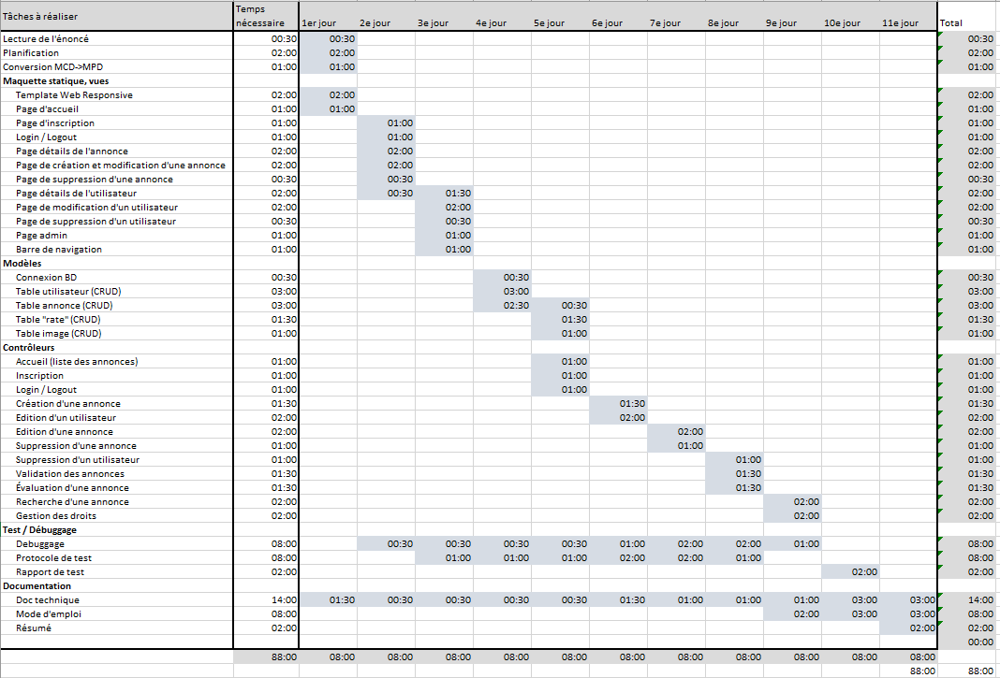 Temps
Tâches à réaliser nécessaire 1er jour 2e jour 3e jour 4e jour 5e jour 6e jour 7e jour 8e jour 9e jour 10e jour 11e jour Total
Lecture de l'énoncé 00:30 00:30 00:30
Planification 02:00 02:00 02:00
Conversion MCD->MPD 01:00 01:00 01:00
Maquette statique, vues
Template Web Responsive 02:00 02:00 02:00
Page d'accueil 01:00 01:00 01:00
Page d'inscription 01:00 01:00 01:00
Login / Logout 01:00 01:00 01:00
Page détails de l'annonce 02:00 02:00 02:00
Page de création et modification d'une annonce 02:00 02:00 02:00
Page de suppression d'une annonce 00:30 00:30 00:30
Page détails de l'utilisateur 02:00 00:30 01:30 02:00
Page de modification d'un utilisateur 02:00 02:00 02:00
Page de suppression d'un utilisateur 00:30 00:30 00:30
Page admin 01:00 01:00 01:00
Barre de navigation 01:00 01:00 01:00
Modèles
Connexion BD 00:30 00:30 00:30
Table utilisateur (CRUD) 03:00 03:00 03:00
Table annonce (CRUD) 03:00 02:30 00:30 03:00
Table "rate" (CRUD) 01:30 01:30 01:30
Table image (CRUD) 01:00 01:00 01:00
Contrôleurs
Accueil (liste des annonces) 01:00 01:00 01:00
Inscription 01:00 01:00 01:00
Login / Logout 01:00 01:00 01:00
Création d'une annonce 01:30 01:30 01:30
Edition d'un utilisateur 02:00 02:00 02:00
Edition d'une annonce 02:00 02:00 02:00
Suppression d'une annonce 01:00 01:00 01:00
Suppression d'un utilisateur 01:00 01:00 01:00
Validation des annonces 01:30 01:30 01:30
Évaluation d'une annonce 01:30 01:30 01:30
Recherche d'une annonce 02:00 02:00 02:00
Gestion des droits 02:00 02:00 02:00
Test / Débuggage
Debuggage 08:00 00:30 00:30 00:30 00:30 01:00 02:00 02:00 01:00 08:00
Protocole de test 08:00 01:00 01:00 01:00 02:00 02:00 01:00 08:00
Rapport de test 02:00 02:00 02:00
Documentation
Doc technique 14:00 01:30 00:30 00:30 00:30 00:30 01:30 01:00 01:00 01:00 03:00 03:00 14:00
Mode d'emploi 08:00 02:00 03:00 03:00 08:00
Résumé 02:00 02:00 02:00
00:00
88:00 08:00 08:00 08:00 08:00 08:00 08:00 08:00 08:00 08:00 08:00 08:00
88:00 88:00